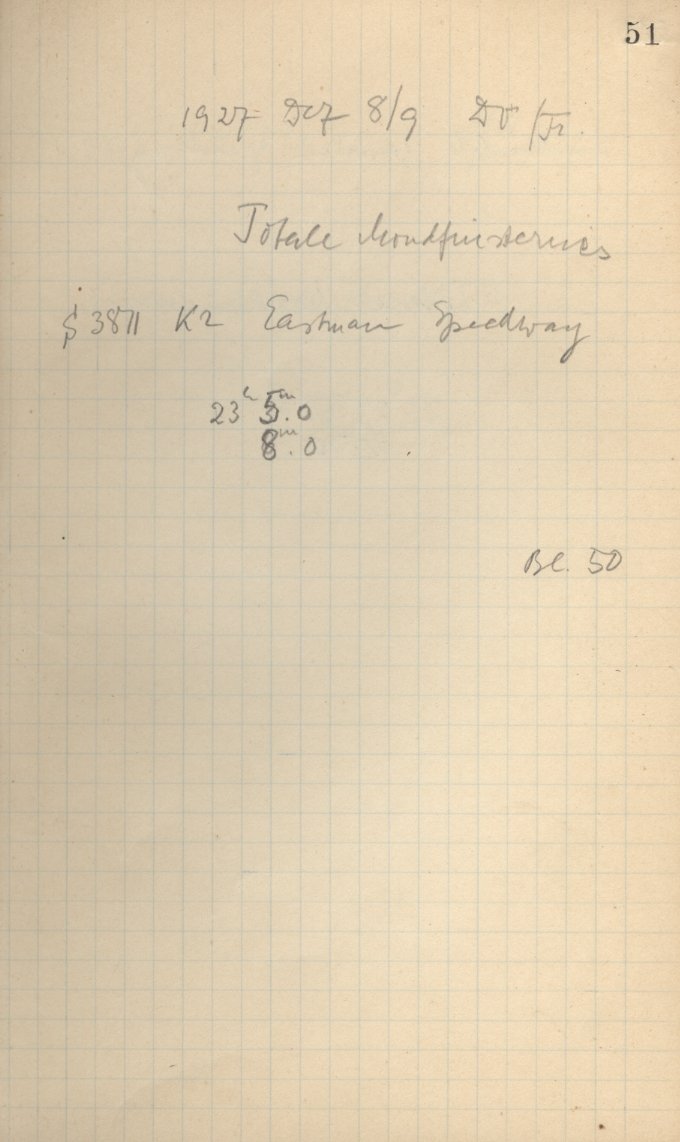 51
1927 Dez 8/9 Do/Fr.
Totale Mondfinsternis
§ 3871 K2 Eastman Speedway
23h 5m.0
8m.0
Bl. 50